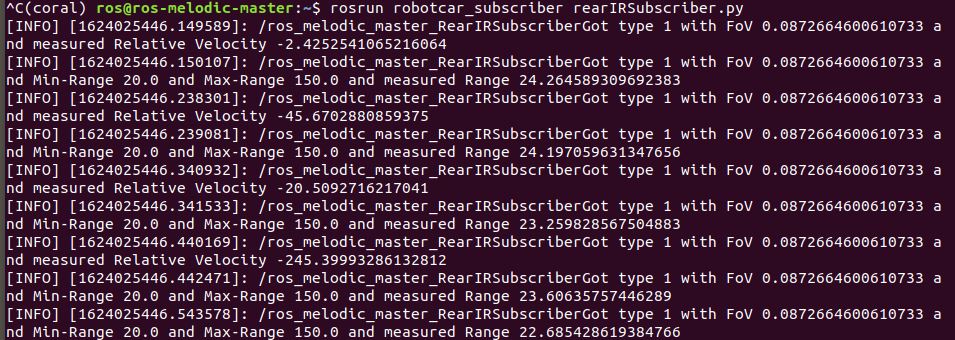 ^C(coral) ros@ros-melodic-master:~$ rosrun robotcar_subscriber rearIRSubscriber.py
[INFO] [1624025446.149589]: /ros_melodic_master_RearIRSubscriberGot type 1 with FoV 0.0872664600610733 a
nd measured Relative Velocity -2.4252541065216064
[INFO] [1624025446.150107]: /ros_melodic_master_RearIRSubscriberGot type 1 with FoV 0.0872664600610733 a
nd Min-Range 20.0 and Max-Range 150.0 and measured Range 24.264589309692383
[INFO] [1624025446.238301]: /ros_melodic_master_RearIRSubscriberGot type 1 with FoV 0.0872664600610733 a
nd measured Relative Velocity -45.6702880859375
[INFO] [1624025446.239081]: /ros_melodic_master_RearIRSubscriberGot type 1 with FoV 0.0872664600610733 a
nd Min-Range 20.0 and Max-Range 150.0 and measured Range 24.197059631347656
[INFO] [1624025446.340932]: /ros_melodic_master_RearIRSubscriberGot type 1 with FoV 0.0872664600610733 a
nd measured Relative Velocity -20.5092716217041
[INFO] [1624025446.341533]: /ros_melodic_master_RearIRSubscriberGot type 1 with FoV 0.0872664600610733 a
nd Min-Range 20.0 and Max-Range 150.0 and measured Range 23.259828567504883
[INFO] [1624025446.440169]: /ros_melodic_master_RearIRSubscriberGot type 1 with FoV 0.0872664600610733 a
nd measured Relative Velocity -245.39993286132812
[INFO] [1624025446.442471]: /ros_melodic_master_RearIRSubscriberGot type 1 with FoV 0.0872664600610733 a
nd Min-Range 20.0 and Max-Range 150.0 and measured Range 23.60635757446289
[INFO] [1624025446.543578]: /ros_melodic_master_RearIRSubscriberGot type 1 with FoV 0.0872664600610733 a
nd Min-Range 20.0 and Max-Range 150.0 and measured Range 22.685428619384766